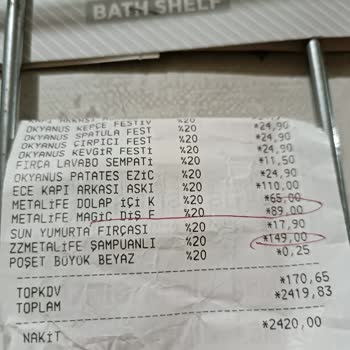 BATH SHELF
KAPI ARKASI
OKYANUS KEPÇE FESTİV %20 *24,90
OKYANUS SPATULA FEST %20 *24,90
OKYANUS ÇIRPICI FEST %20 *24,90
OKYANUS KEVGİR FESTİ %20 *24,90
FIRÇA LAVABO SEMPATİ %20 *11,50
OKYANUS PATATES EZİC %20 *24,90
ECE KAPI ARKASI ASKI %20 *110,00
METALİFE DOLAP İÇİ K %20 *65,00
METALİFE MAGİC DİŞ F %20 *89,00
SUN YUMURTA FIRÇASI %20 *17,90
ZZMETALİFE ŞAMPUANLI %20 *149,00
POŞET BÜYÜK BEYAZ %20 *0,25
TOPKDV *170,65
TOPLAM *2419,83
NAKİT *2420,00